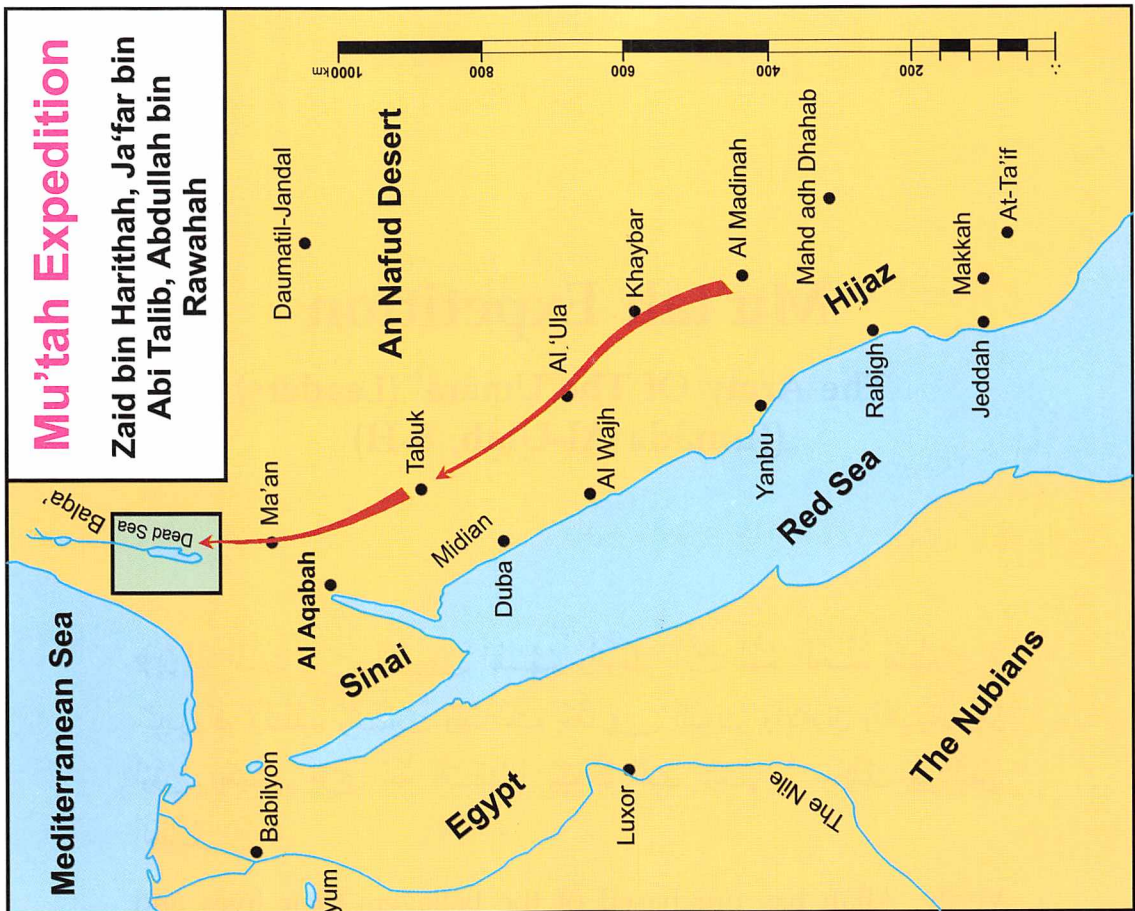 Mu'tah Expedition
Zaid bin Harithah, Ja‘far bin
Abi Talib, Abdullah bin
Rawahah
Mediterranean Sea
Balqa’
Dead Sea
Ma'an
Al Aqabah
Sinai
Babilyon
yum
Egypt
Luxor
The Nile
The Nubians
Daumatil-Jandal
An Nafud Desert
Tabuk
Midian
Duba
Al Wajh
Al ‘Ula
Khaybar
Al Madinah
Mahd adh Dhahab
Hijaz
Yanbu
Red Sea
Rabigh
Jeddah
Makkah
At-Ta'if
1000 km
800
600
400
200